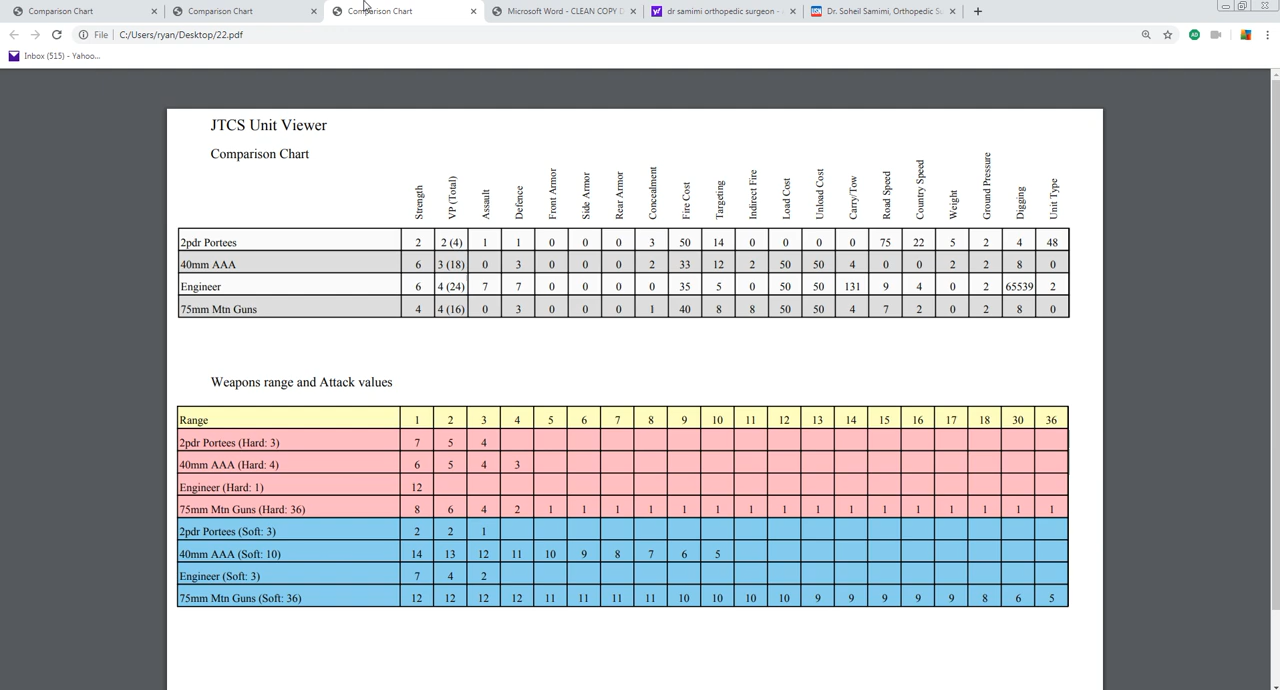 Comparison Chart
Comparison Chart
Comparison Chart
Microsoft Word - CLEAN COPY D
dr samimi orthopedic surgeon -
Dr. Soheil Samimi, Orthopedic Su
File C:/Users/ryan/Desktop/22.pdf
Inbox (515) - Yahoo...
JTCS Unit Viewer
Comparison Chart
Strength VP (Total) Assault Defence Front Armor Side Armor Rear Armor Concealment Fire Cost Targeting Indirect Fire Load Cost Unload Cost Carry/Tow Road Speed Country Speed Weight Ground Pressure Digging Unit Type
2pdr Portees 2 2 (4) 1 1 0 0 0 3 50 14 0 0 0 0 75 22 5 2 4 48
40mm AAA 6 3 (18) 0 3 0 0 0 2 33 12 2 50 50 4 0 0 2 2 8 0
Engineer 6 4 (24) 7 7 0 0 0 0 35 5 0 50 50 131 9 4 0 2 65539 2
75mm Mtn Guns 4 4 (16) 0 3 0 0 0 1 40 8 8 50 50 4 7 2 0 2 8 0
Weapons range and Attack values
Range 1 2 3 4 5 6 7 8 9 10 11 12 13 14 15 16 17 18 30 36
2pdr Portees (Hard: 3) 7 5 4
40mm AAA (Hard: 4) 6 5 4 3
Engineer (Hard: 1) 12
75mm Mtn Guns (Hard: 36) 8 6 4 2 1 1 1 1 1 1 1 1 1 1 1 1 1 1 1 1
2pdr Portees (Soft: 3) 2 2 1
40mm AAA (Soft: 10) 14 13 12 11 10 9 8 7 6 5
Engineer (Soft: 3) 7 4 2
75mm Mtn Guns (Soft: 36) 12 12 12 12 11 11 11 11 10 10 10 10 9 9 9 9 9 8 6 5